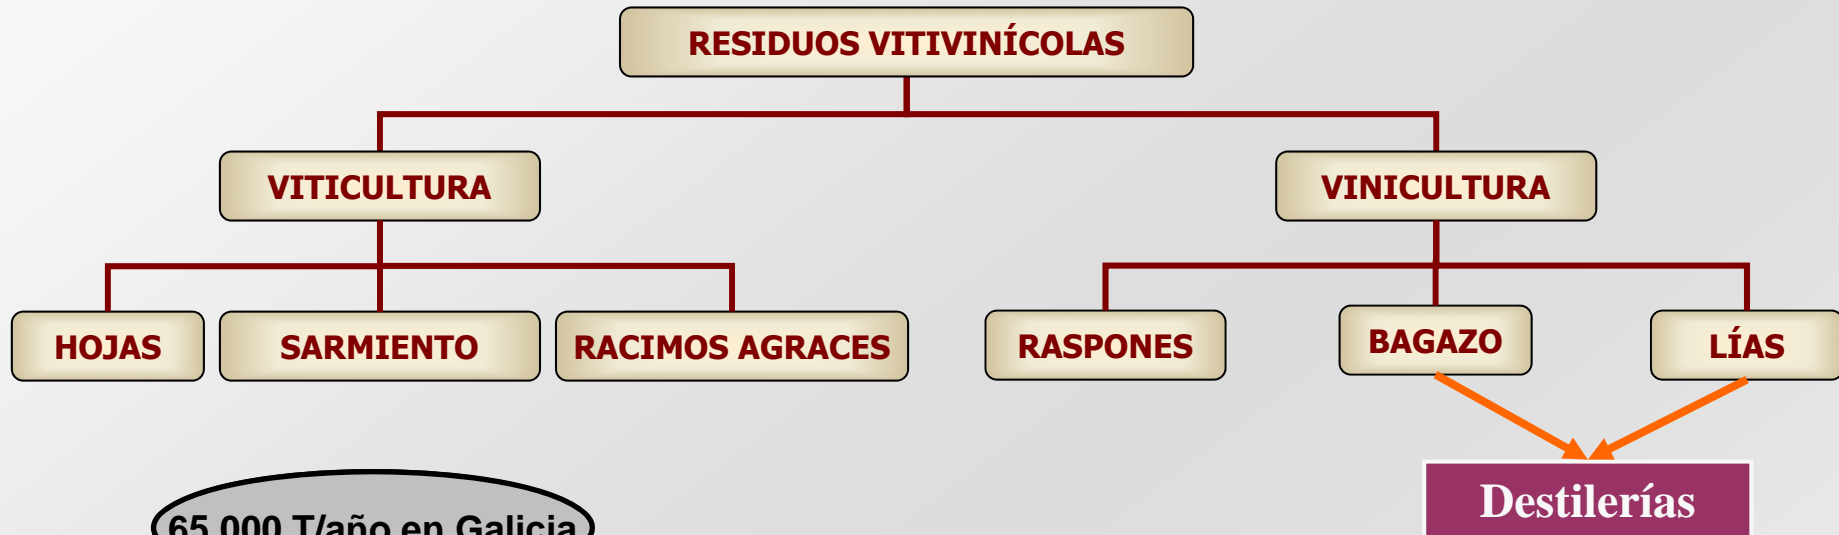 RESIDUOS VITIVINÍCOLAS
VITICULTURA
VINICULTURA
HOJAS
SARMIENTO
RACIMOS AGRACES
RASPONES
BAGAZO
LÍAS
Destilerías
65.000 T/año en Galicia